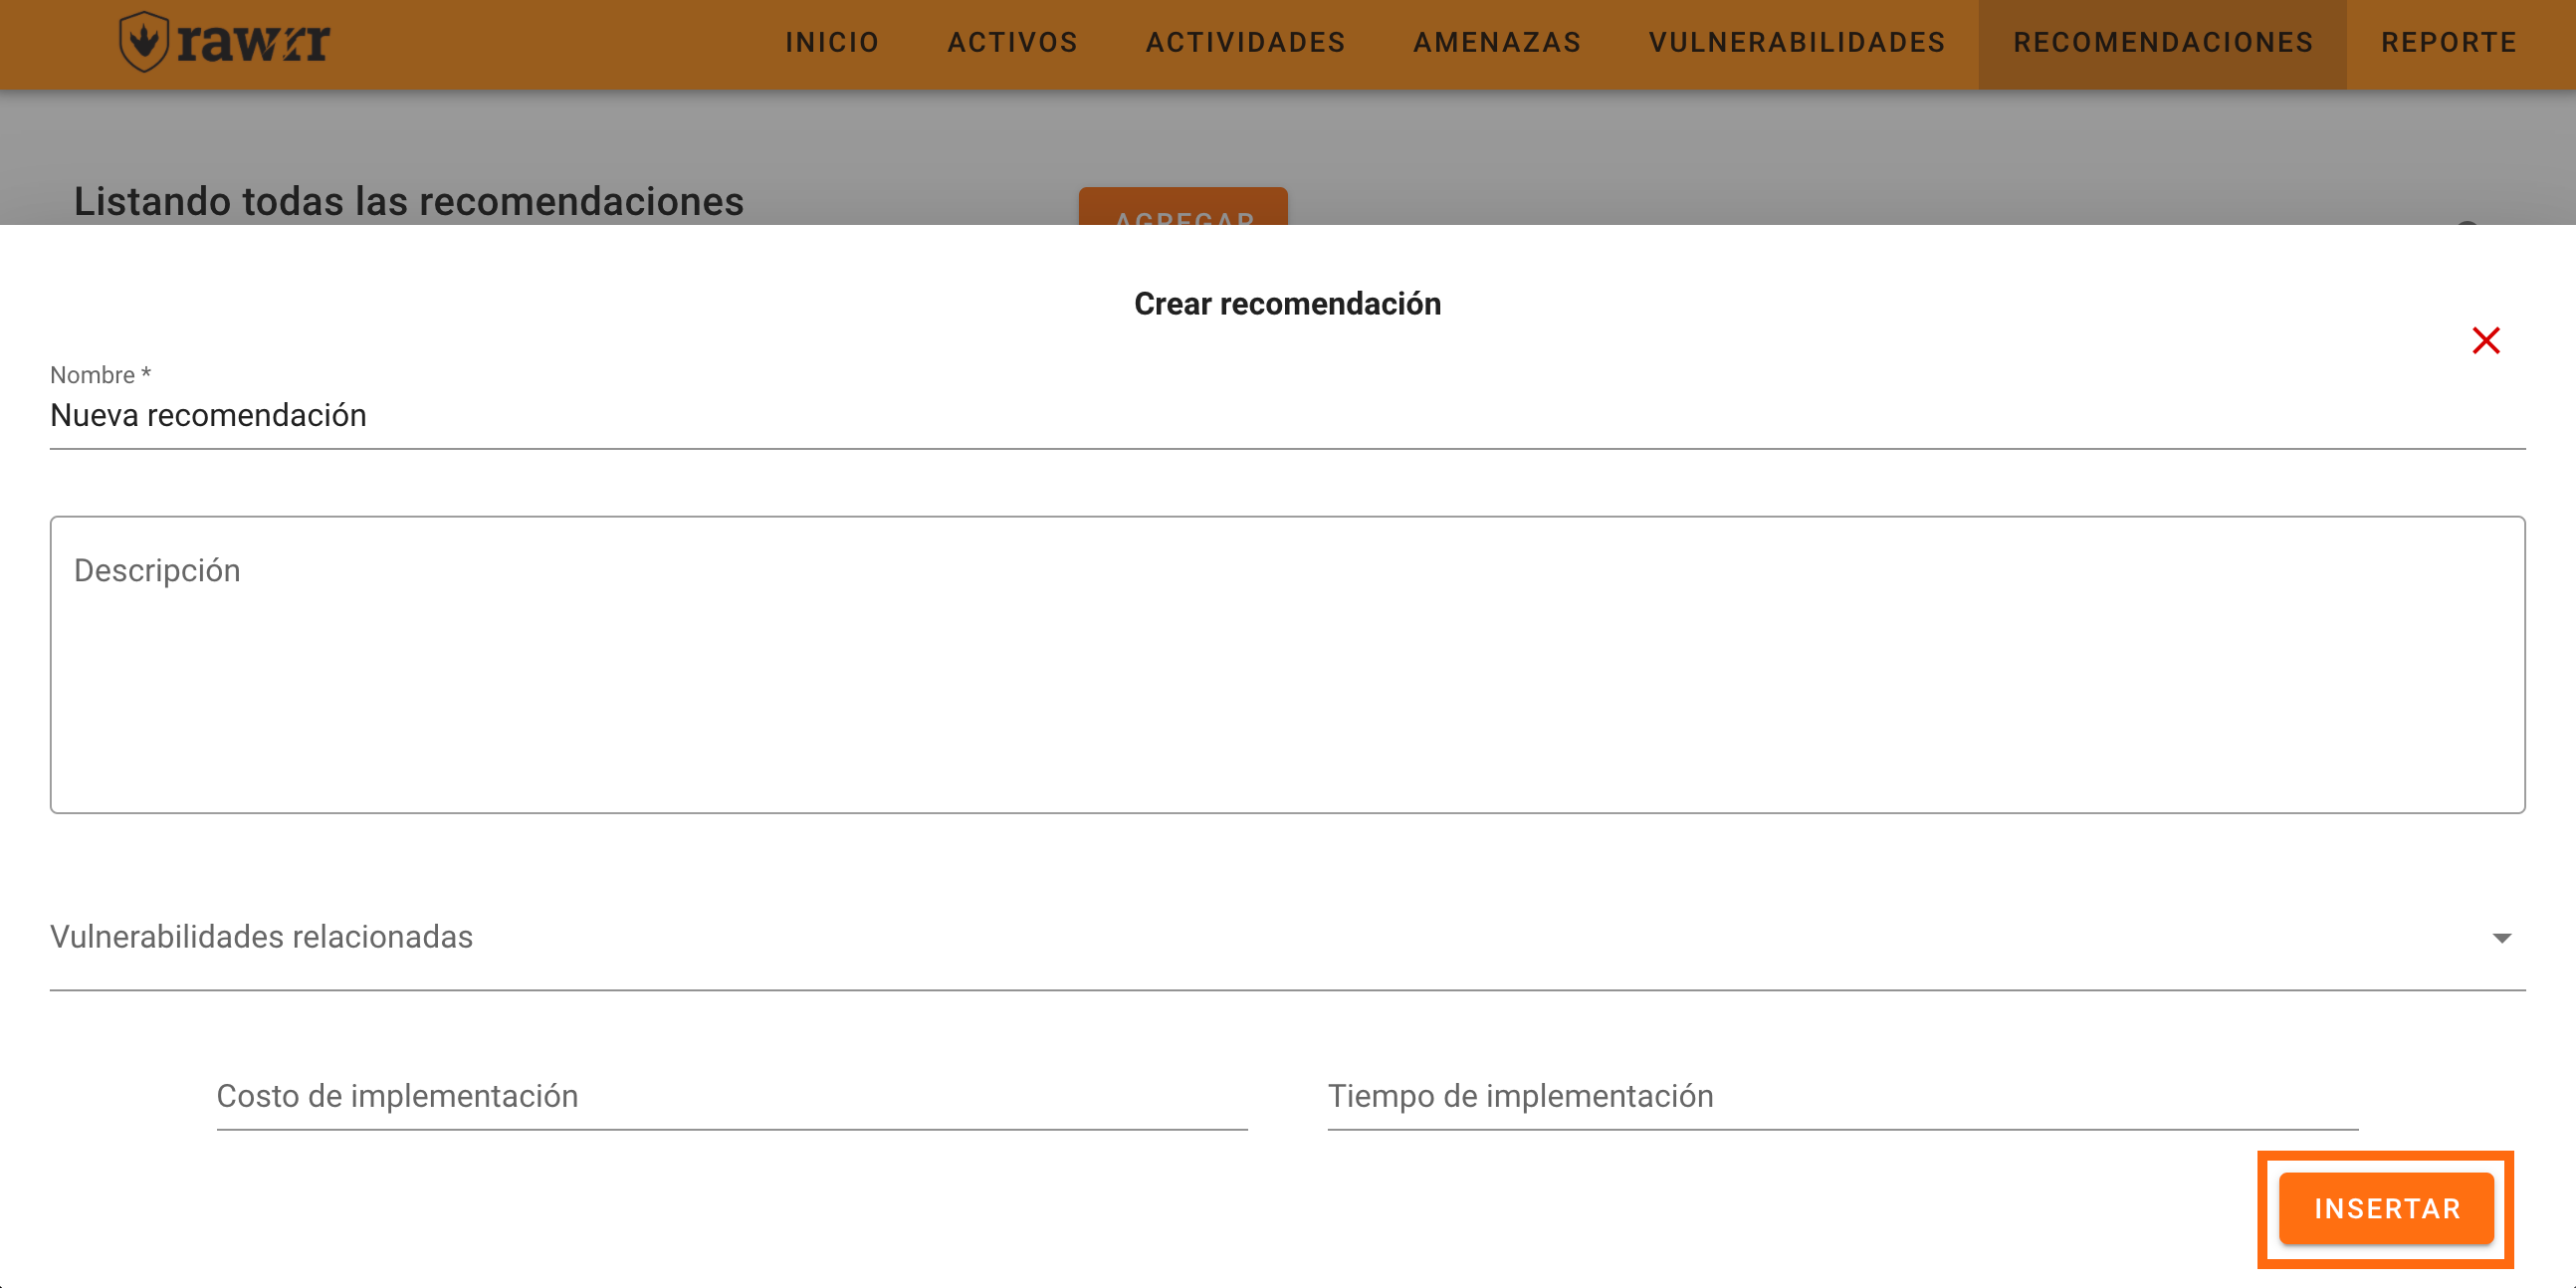 rawrr INICIO ACTIVOS ACTIVIDADES AMENAZAS VULNERABILIDADES RECOMENDACIONES REPORTE
Listando todas las recomendaciones AGREGAR
Crear recomendación
Nombre *
Nueva recomendación
Descripción
Vulnerabilidades relacionadas
Costo de implementación Tiempo de implementación
INSERTAR